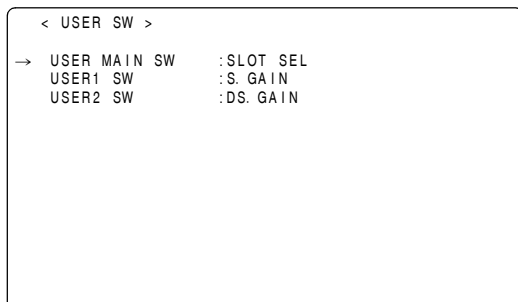 < USER SW >
→ USER MAIN SW :SLOT SEL
USER1 SW :S. GAIN
USER2 SW :DS. GAIN